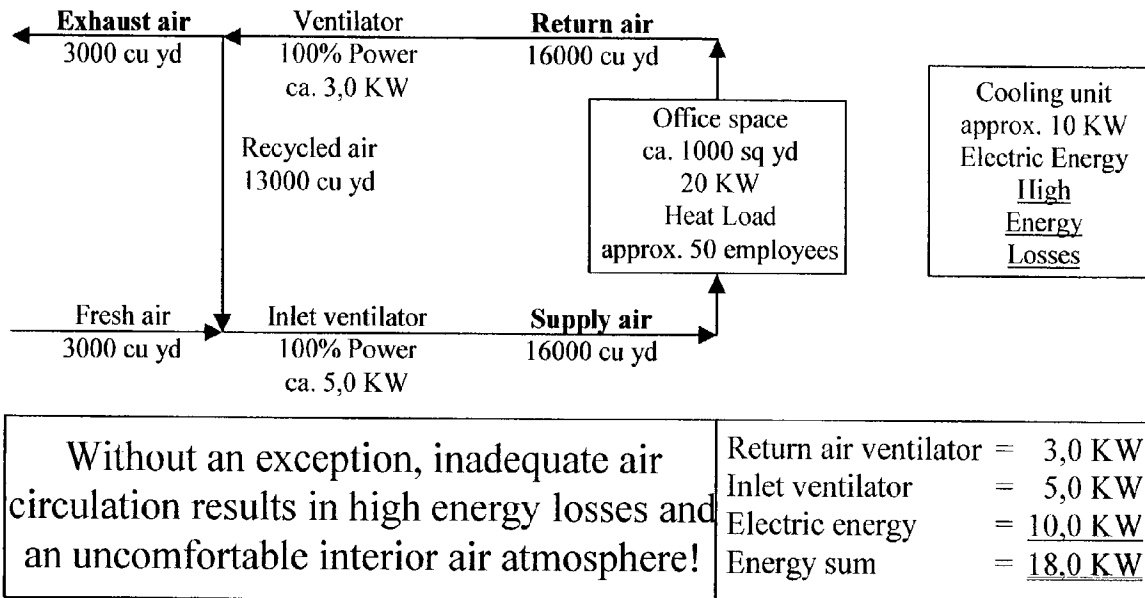 Exhaust air
3000 cu yd
Ventilator
100% Power
ca. 3,0 KW
Return air
16000 cu yd
Recycled air
13000 cu yd
Office space
ca. 1000 sq yd
20 KW
Heat Load
approx. 50 employees
Cooling unit
approx. 10 KW
Electric Energy
High
Energy
Losses
Fresh air
3000 cu yd
Inlet ventilator
100% Power
ca. 5,0 KW
Supply air
16000 cu yd
Without an exception, inadequate air
circulation results in high energy losses and
an uncomfortable interior air atmosphere!
Return air ventilator = 3,0 KW
Inlet ventilator = 5,0 KW
Electric energy = 10,0 KW
Energy sum = 18,0 KW